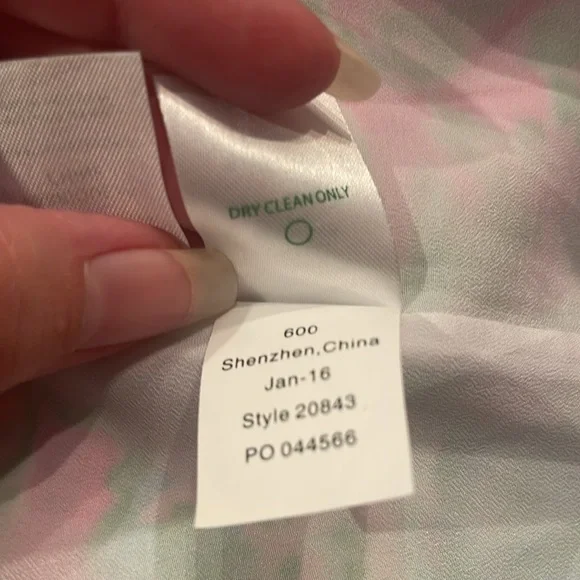 DRY CLEAN ONLY
600
Shenzhen, China
Jan-16
Style 20843
PO 044566